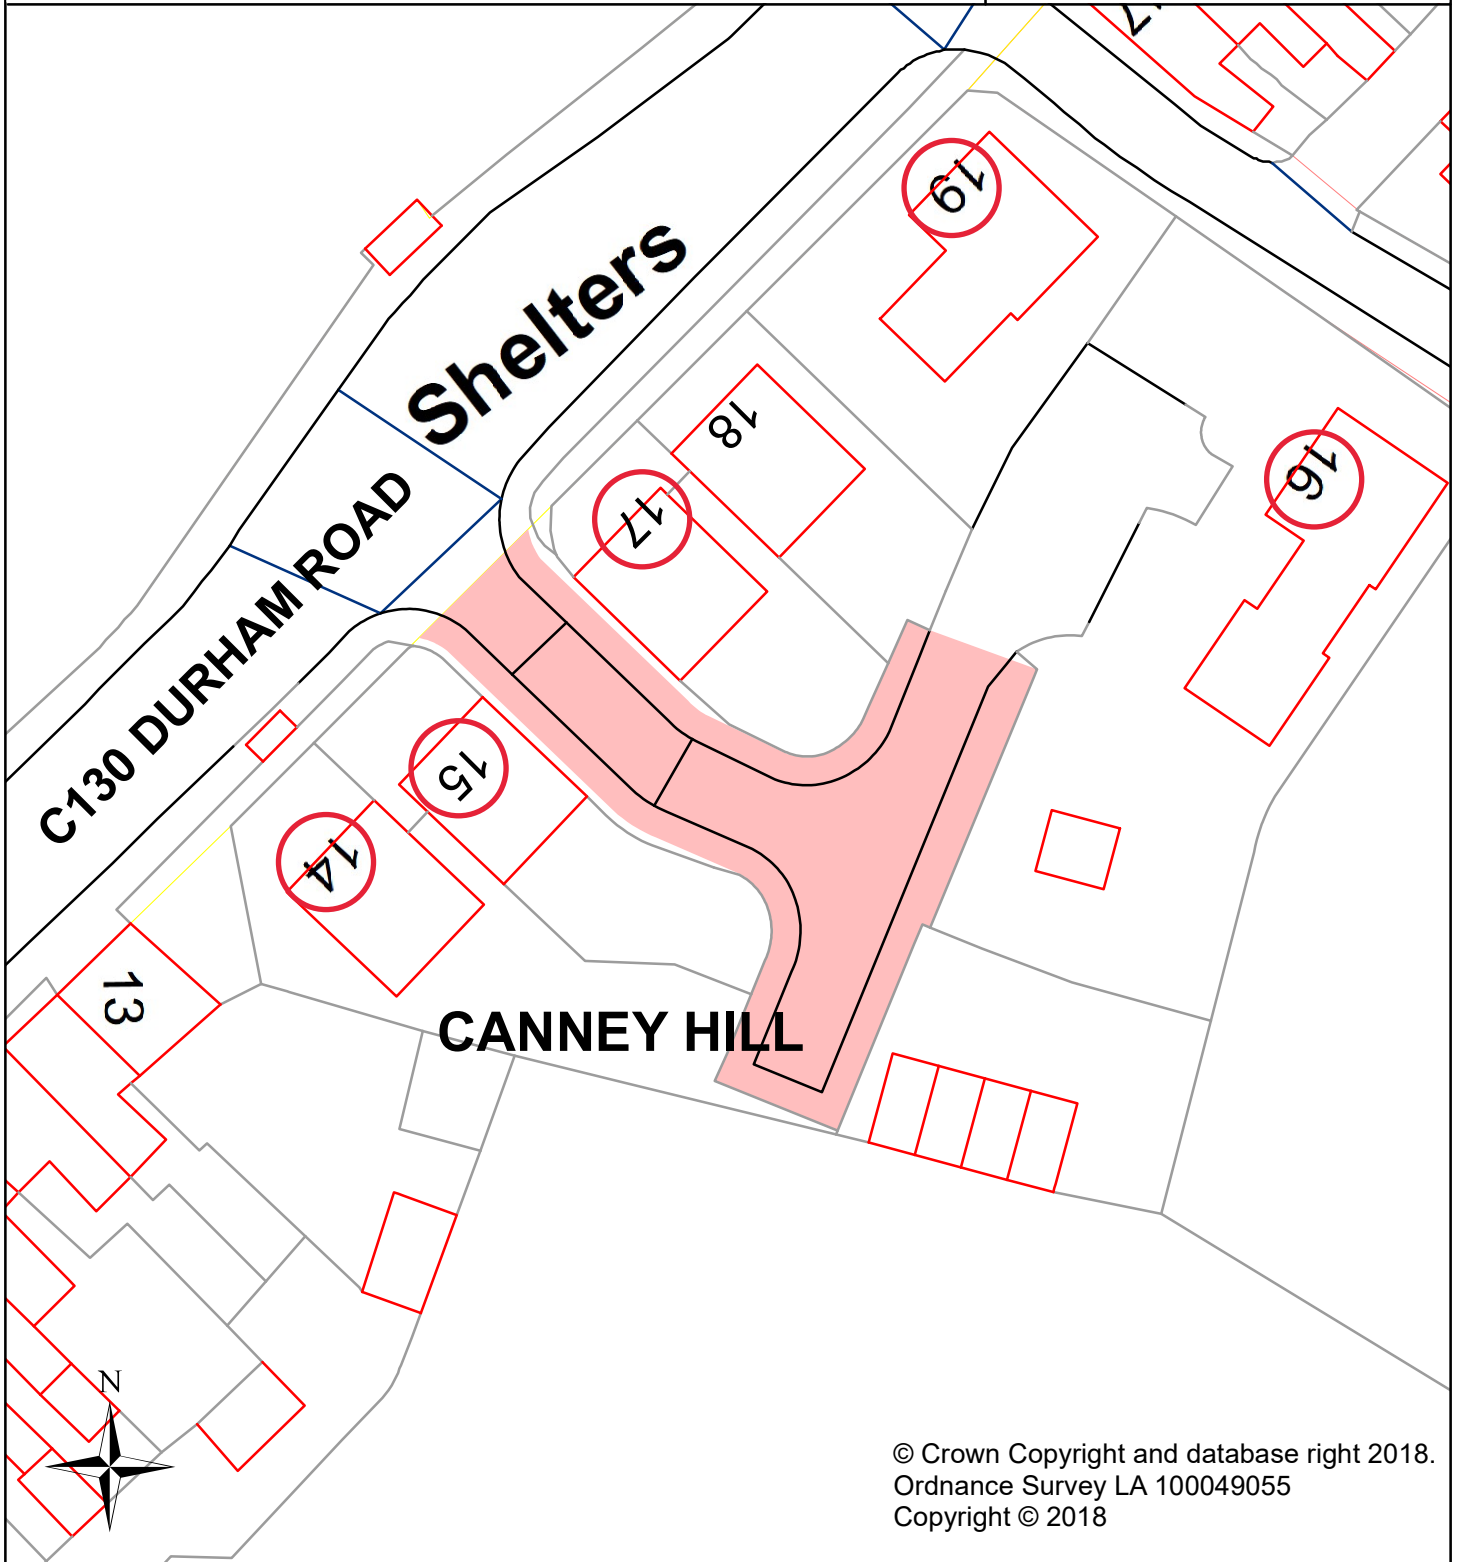 19
Shelters
18
16
17
C130 DURHAM ROAD
15
14
13
CANNEY HILL
N
© Crown Copyright and database right 2018.
Ordnance Survey LA 100049055
Copyright © 2018